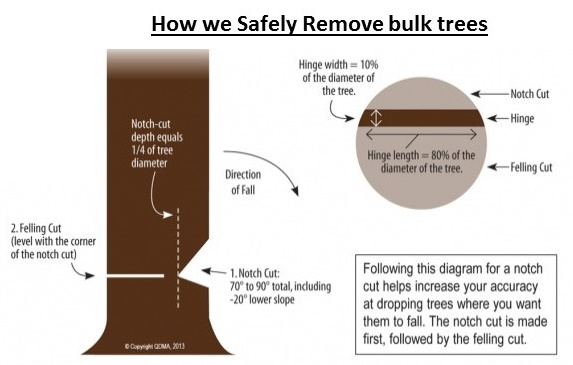 How we Safely Remove bulk trees
Notch-cut
depth equals
1/4 of tree
diameter
Direction
of Fall
2. Felling Cut
(level with the corner
of the notch cut)
1. Notch Cut:
70° to 90° total, including
-20° lower slope
© Copyright QDMA, 2013
Hinge width = 10%
of the diameter of
the tree.
Notch Cut
Hinge
Hinge length = 80% of the
diameter of the tree.
Felling Cut
Following this diagram for a notch
cut helps increase your accuracy
at dropping trees where you want
them to fall. The notch cut is made
first, followed by the felling cut.